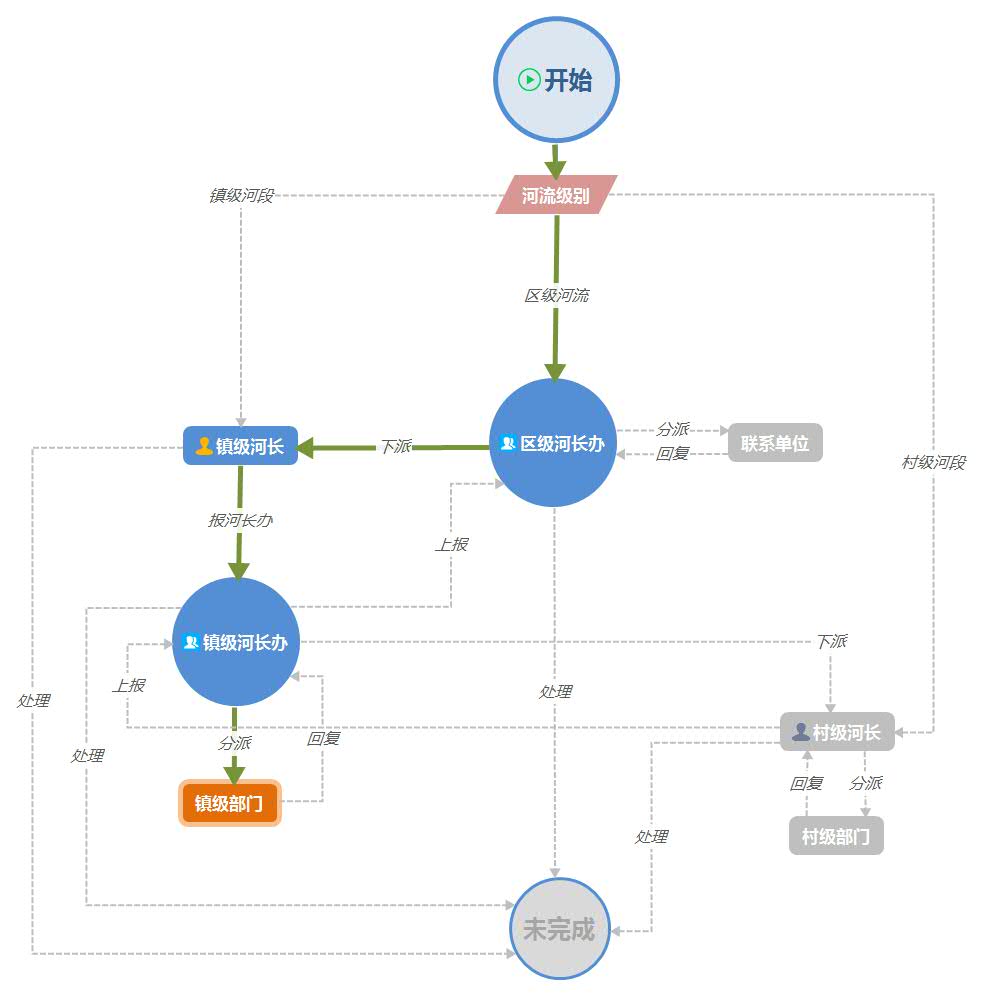 开始
河流级别
镇级河段
区级河流
镇级河长
下派
区级河长办
分派
回复
联系单位
村级河段
报河长办
上报
镇级河长办
下派
上报
处理
处理
处理
分派
回复
村级河长
镇级部门
回复
分派
村级部门
处理
未完成